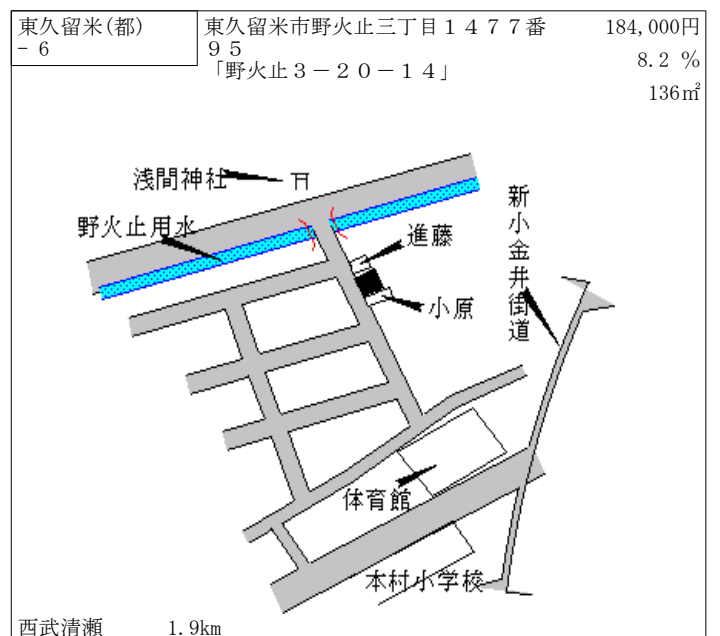 東久留米(都)
－６
東久留米市野火止三丁目１４７７番
９５
「野火止３－２０－１４」
184,000円
8.2 %
136㎡
浅間神社
野火止用水
進藤
小原
新小金井街道
体育館
本村小学校
西武清瀬 1.9km